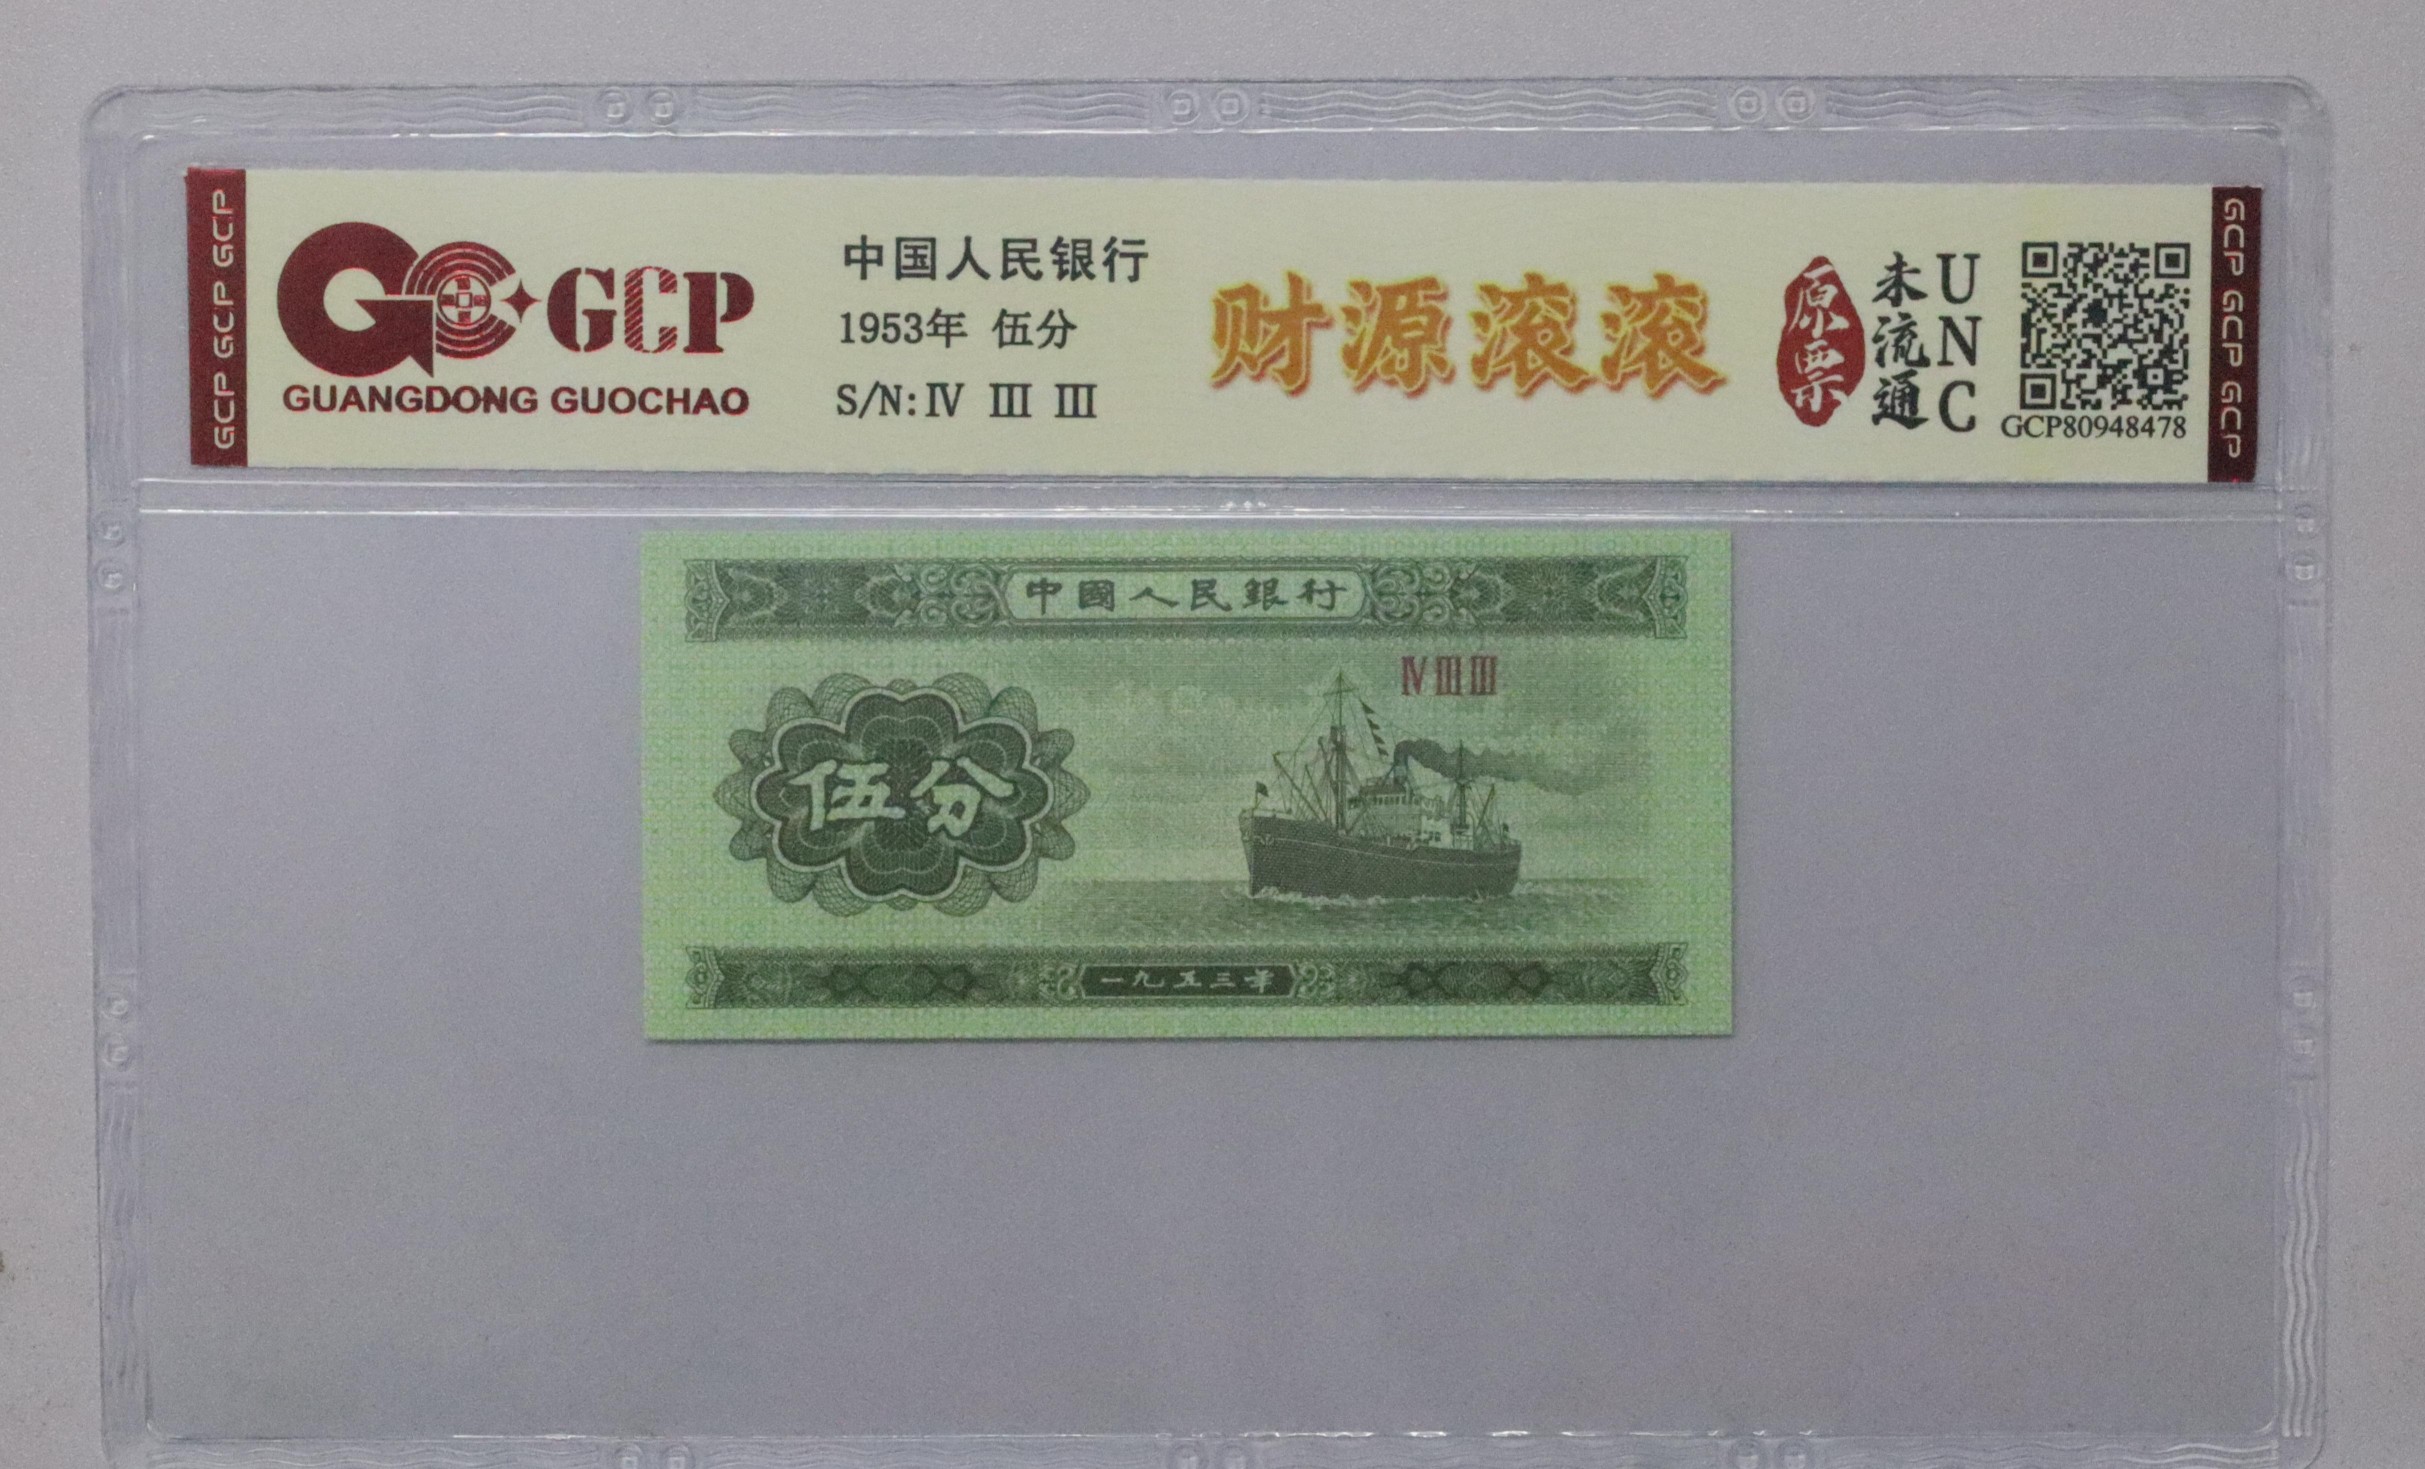 GCP GCP GCP
GCP
GUANGDONG GUOCHAO
中国人民银行
1953年 伍分
S/N: Ⅳ Ⅲ Ⅲ
财源滚滚
原票
未流通
UNC
GCP80948478
GCP GCP GCP
中國人民銀行
Ⅳ Ⅲ Ⅲ
伍分
一九五三年